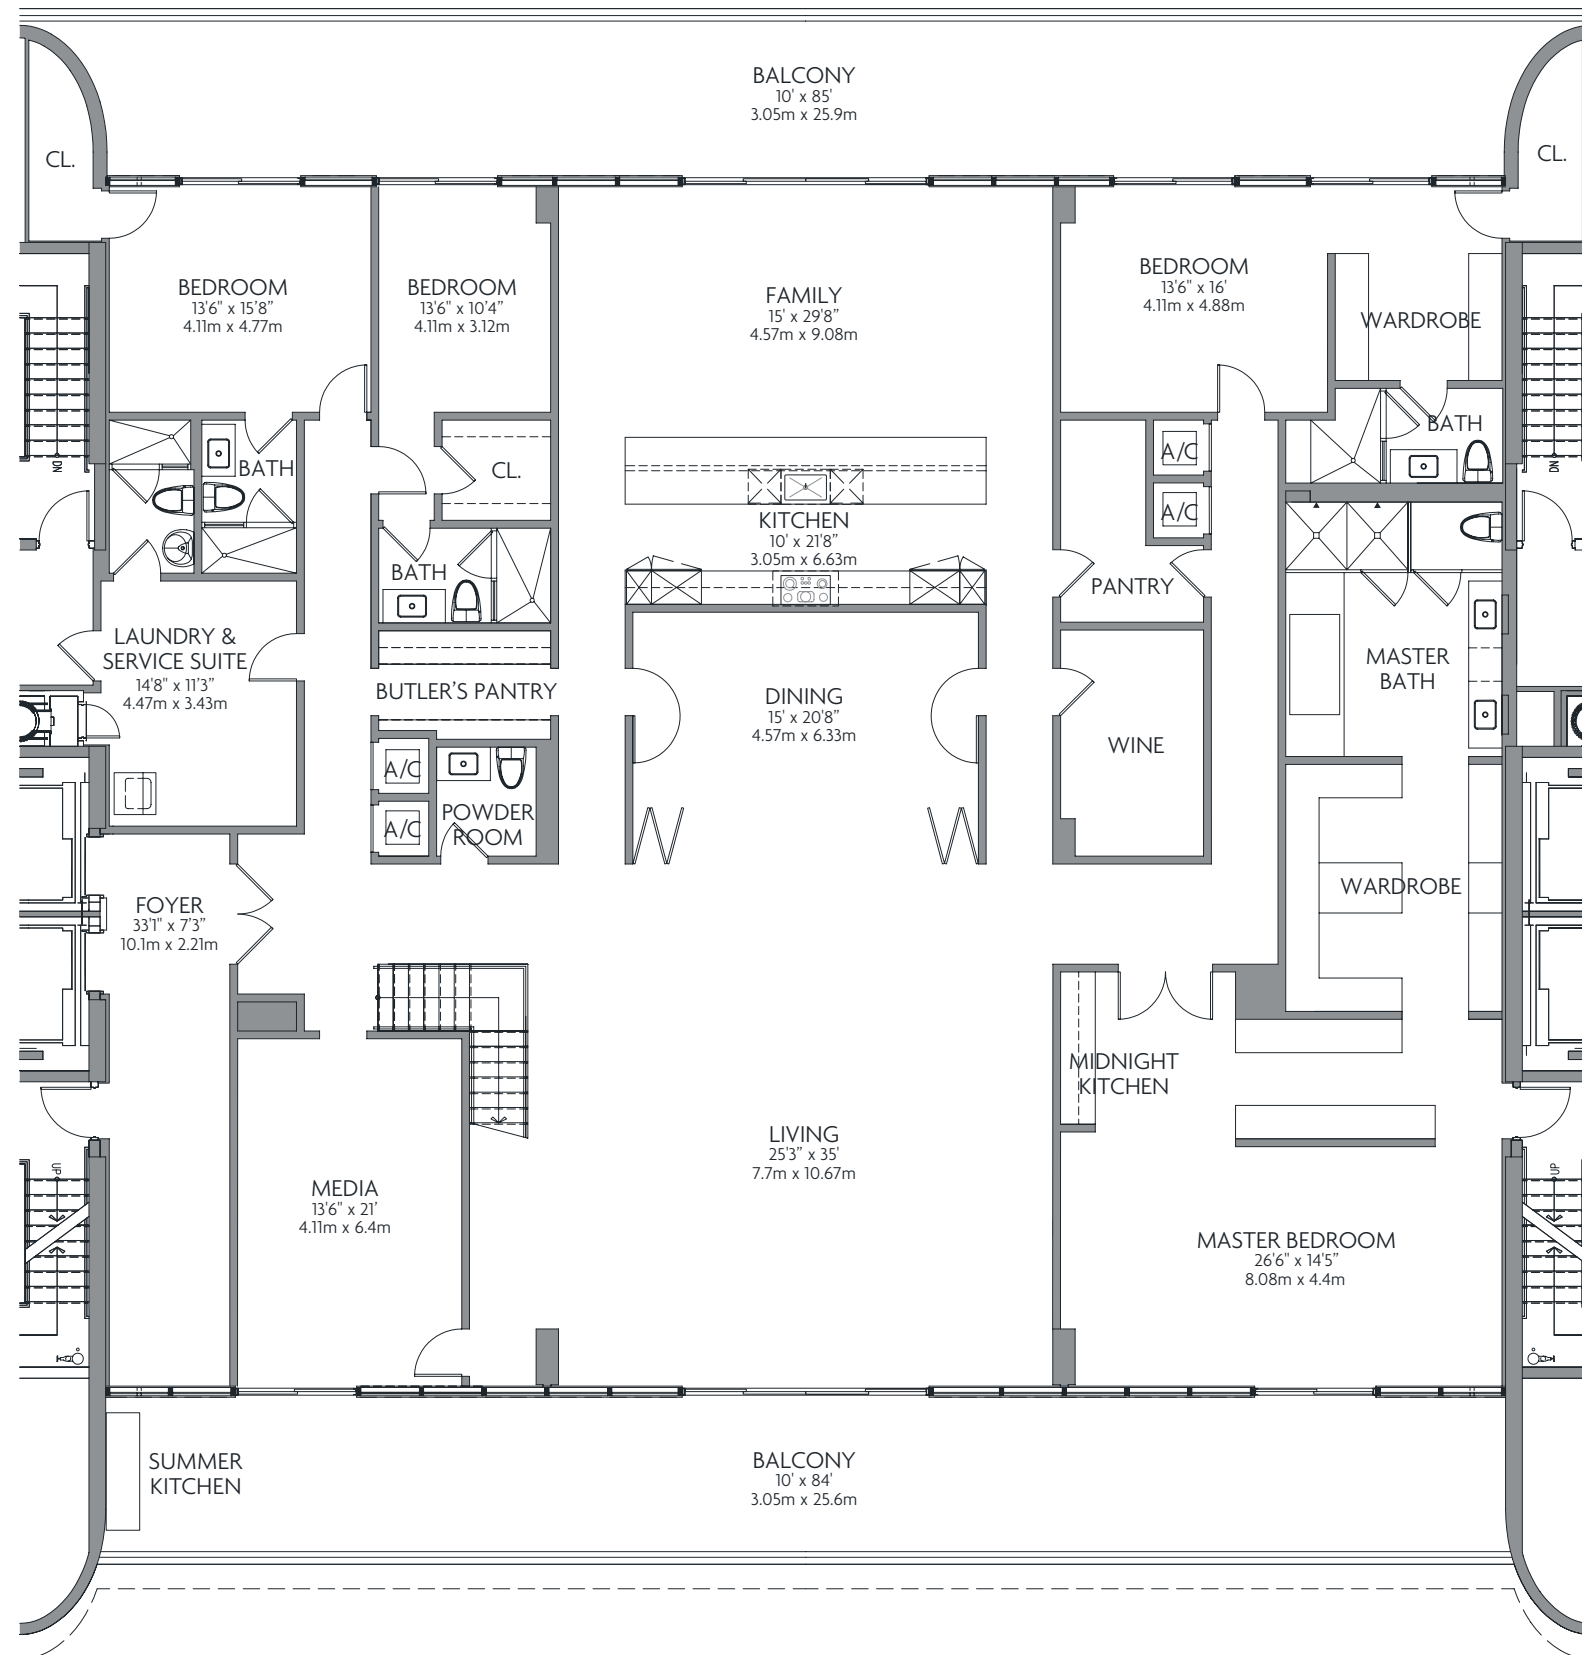 BALCONY
10' x 85'
3.05m x 25.9m
CL.
CL.
BEDROOM
13'6" x 15'8”
4.11m x 4.77m
BEDROOM
13'6" x 10'4”
4.11m x 3.12m
FAMILY
15' x 29'8”
4.57m x 9.08m
BEDROOM
13'6" x 16'
4.11m x 4.88m
WARDROBE
DN
BATH
CL.
A/C
BATH
DN
A/C
KITCHEN
10' x 21'8”
3.05m x 6.63m
BATH
PANTRY
LAUNDRY &
SERVICE SUITE
14'8" x 11'3”
4.47m x 3.43m
BUTLER'S PANTRY
DINING
15' x 20'8”
4.57m x 6.33m
MASTER
BATH
WINE
A/C
A/C
POWDER
ROOM
FOYER
33'1" x 7'3”
10.1m x 2.21m
WARDROBE
MIDNIGHT
KITCHEN
LIVING
25'3” x 35'
7.7m x 10.67m
UP
UP
MEDIA
13'6" x 21'
4.11m x 6.4m
MASTER BEDROOM
26'6" x 14'5”
8.08m x 4.4m
SUMMER
KITCHEN
BALCONY
10' x 84'
3.05m x 25.6m